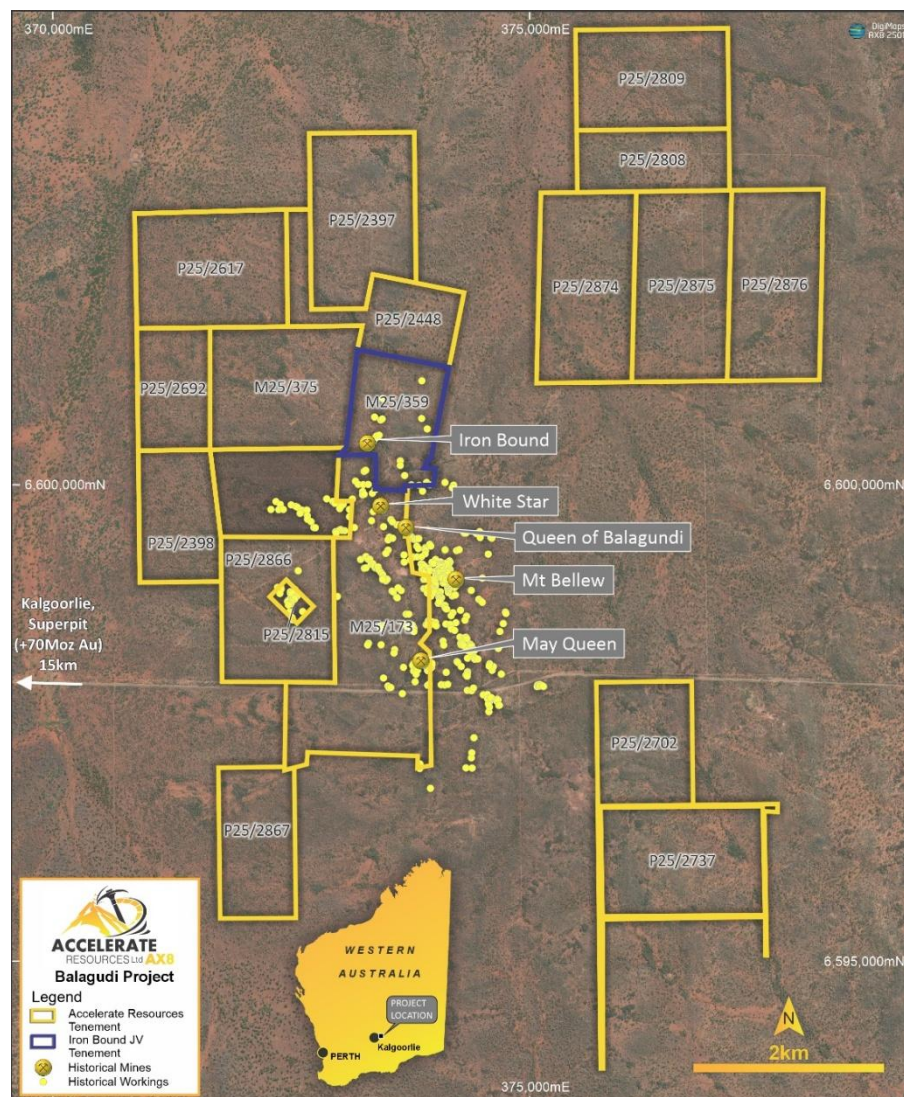 370,000mE
375,000mE
DigiMaps
P25/2809
P25/2808
P25/2397
P25/2617
P25/2874
P25/2875
P25/2876
P25/2448
P25/2692
M25/375
M25/359
Iron Bound
6,600,000mN
6,600,000mN
White Star
Queen of Balagundi
P25/2398
P25/2866
Mt Bellew
Kalgoorlie,
Superpit
(+70Moz Au)
15km
P25/2815
M25/173
May Queen
P25/2702
P25/2867
P25/2737
ACCELERATE
RESOURCES Ltd AX8
Balagudi Project
Legend
Accelerate Resources
Tenement
Iron Bound JV
Tenement
Historical Mines
Historical Workings
WESTERN
AUSTRALIA
PROJECT
LOCATION
Kalgoorlie
PERTH
6,595,000mN
N
2km
375,000mE